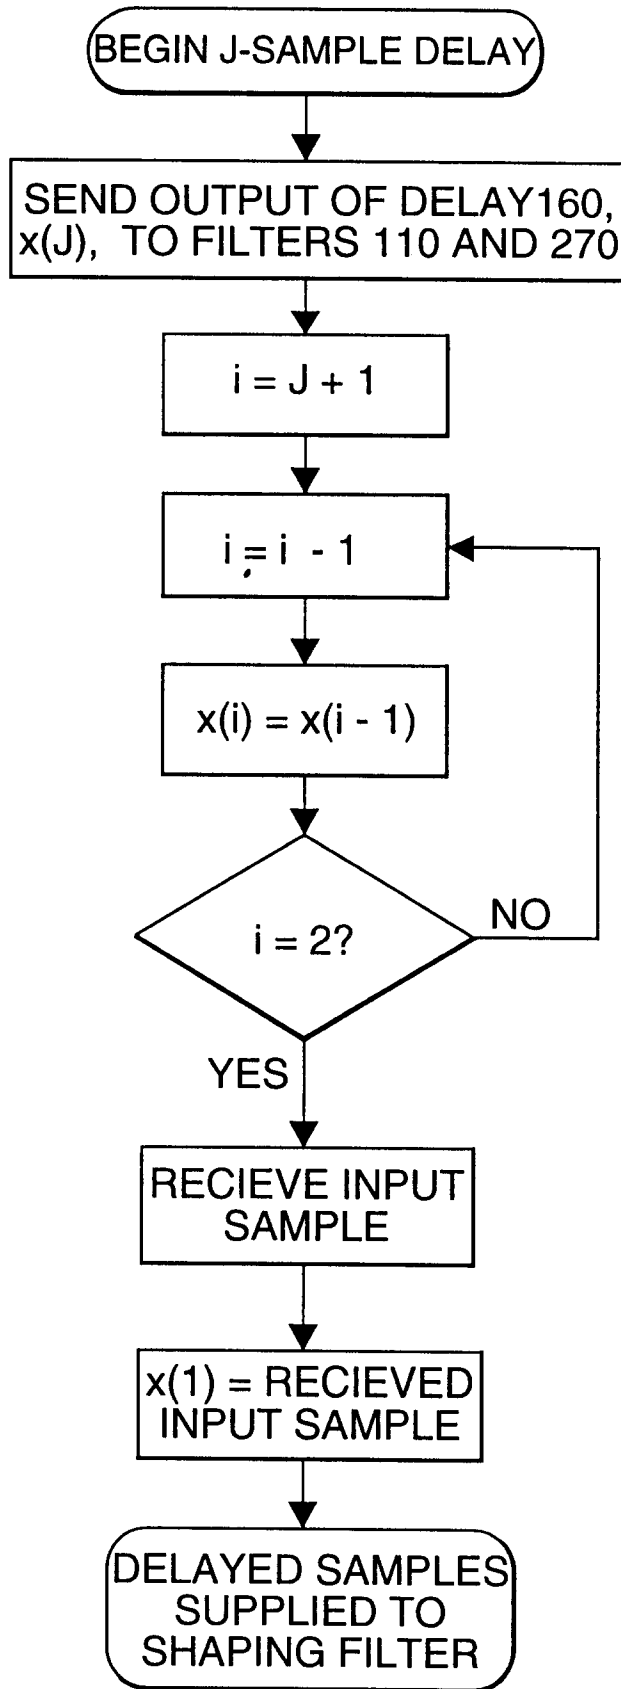 BEGIN J-SAMPLE DELAY
SEND OUTPUT OF DELAY160,
x(J), TO FILTERS 110 AND 270
i = J + 1
i = i - 1
x(i) = x(i - 1)
i = 2?
NO
YES
RECIEVE INPUT
SAMPLE
x(1) = RECIEVED
INPUT SAMPLE
DELAYED SAMPLES
SUPPLIED TO
SHAPING FILTER